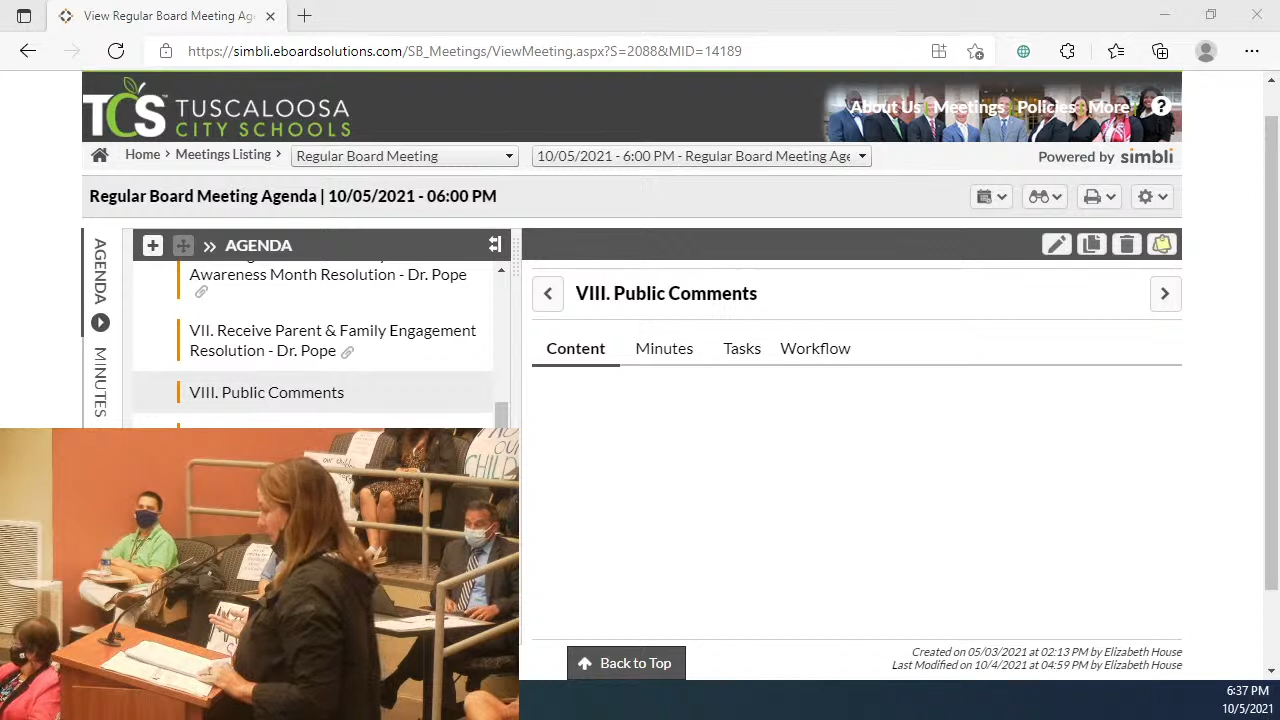 View Regular Board Meeting Age
https://simbli.eboardsolutions.com/SB_Meetings/ViewMeeting.aspx?S=2088&MID=14189
TCS TUSCALOOSA
CITY SCHOOLS
About Us Meetings Policies More ?
Home Meetings Listing Regular Board Meeting 10/05/2021 - 6:00 PM - Regular Board Meeting Age
Powered by simbli
Regular Board Meeting Agenda | 10/05/2021 - 06:00 PM
AGENDA
MINUTES
AGENDA
Awareness Month Resolution - Dr. Pope
VII. Receive Parent & Family Engagement
Resolution - Dr. Pope
VIII. Public Comments
VIII. Public Comments
Content Minutes Tasks Workflow
OUR
CHILD
Created on 05/03/2021 at 02:13 PM by Elizabeth House
Last Modified on 10/4/2021 at 04:59 PM by Elizabeth House
Back to Top
6:37 PM
10/5/2021